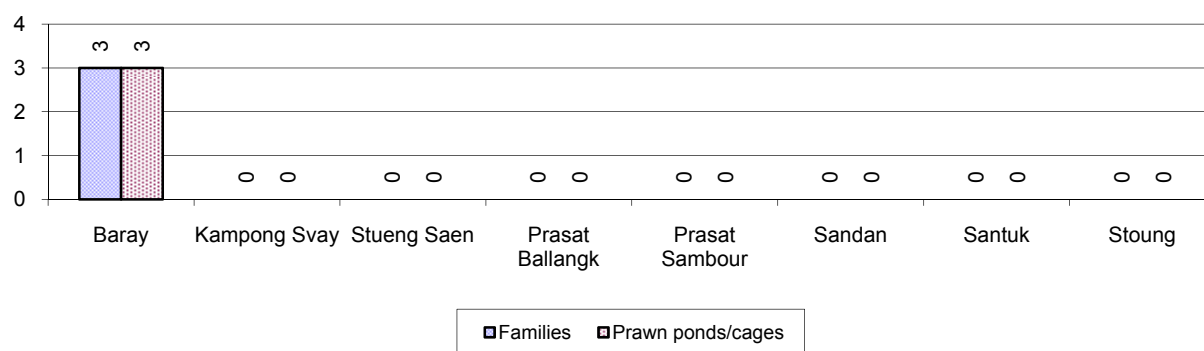 4
3
2
1
0
3 3 0 0 0 0 0 0 0 0 0 0 0 0 0 0
Baray Kampong Svay Stueng Saen Prasat Ballangk Prasat Sambour Sandan Santuk Stoung
Families Prawn ponds/cages